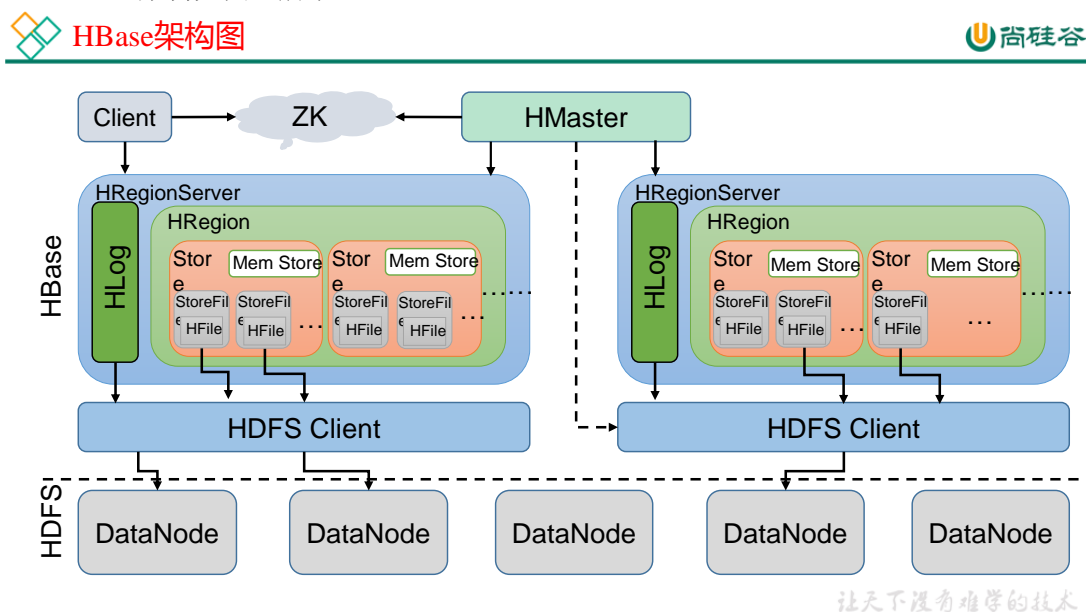 HBase架构图
尚硅谷
Client
ZK
HMaster
HBase
HRegionServer
HLog
HRegion
Stor
e
Mem Store
StoreFil
e
HFile
StoreFil
e
HFile
...
Stor
e
Mem Store
StoreFil
e
HFile
StoreFil
e
HFile
...
......
HRegionServer
HLog
HRegion
Stor
e
Mem Store
StoreFil
e
HFile
StoreFil
e
HFile
...
Stor
e
Mem Store
StoreFil
e
HFile
...
......
HDFS Client
HDFS Client
HDFS
DataNode
DataNode
DataNode
DataNode
DataNode
让天下没有难学的技术